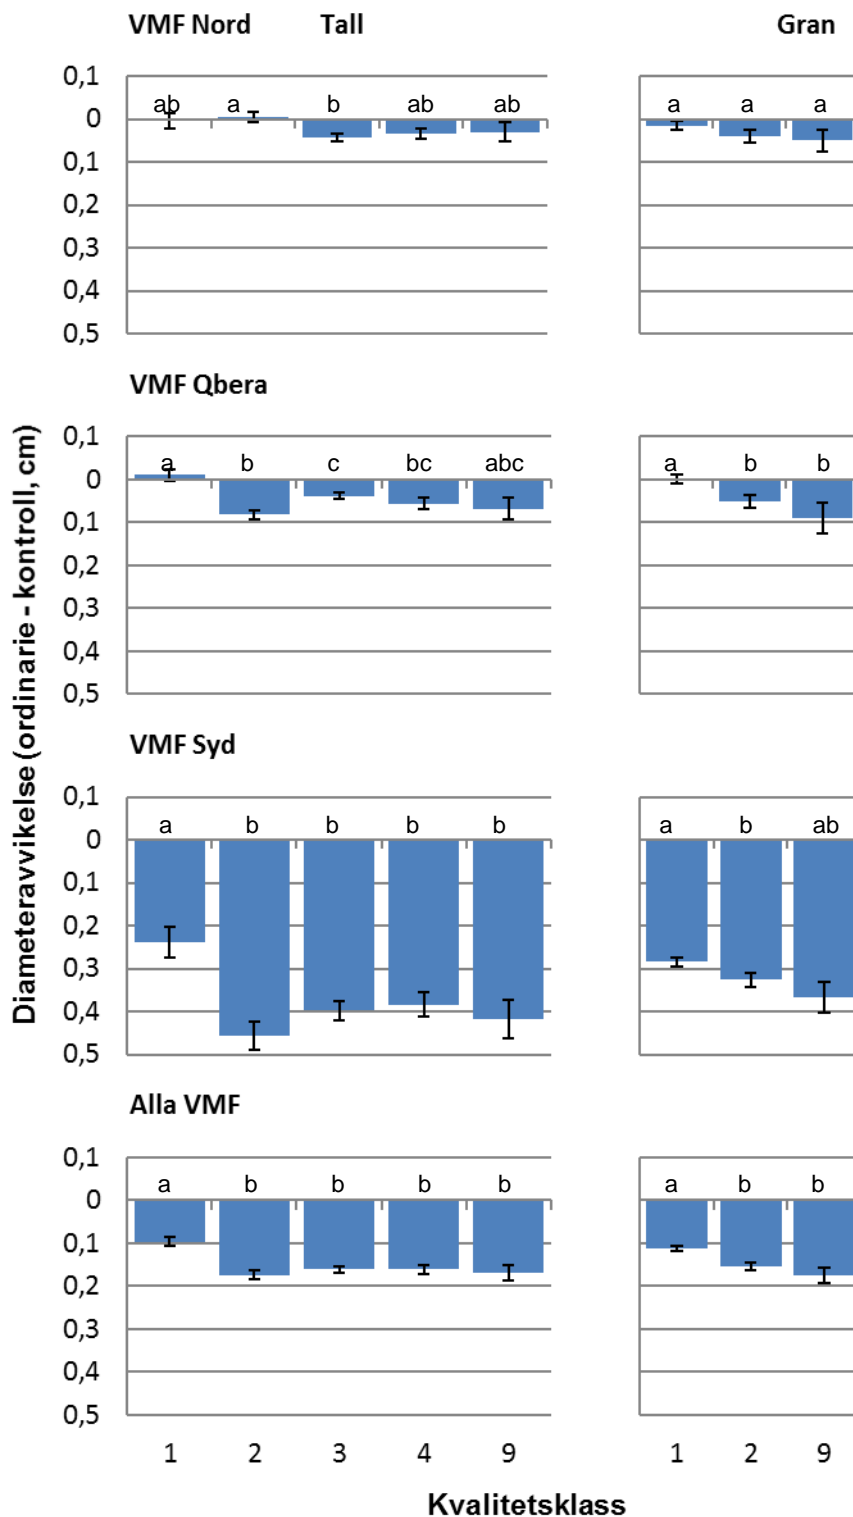 VMF Nord Tall Gran
0,1
ab a b ab ab a a a
0
0,1
0,2
0,3
0,4
0,5
VMF Qbera
0,1
a b c bc abc a b b
0
0,1
0,2
0,3
0,4
0,5
VMF Syd
0,1
a b b b b a b ab
0
0,1
0,2
0,3
0,4
0,5
Alla VMF
0,1
a b b b b a b b
0
0,1
0,2
0,3
0,4
0,5
1 2 3 4 9 1 2 9
Kvalitetsklass
Diameteravvikelse (ordinarie - kontroll, cm)